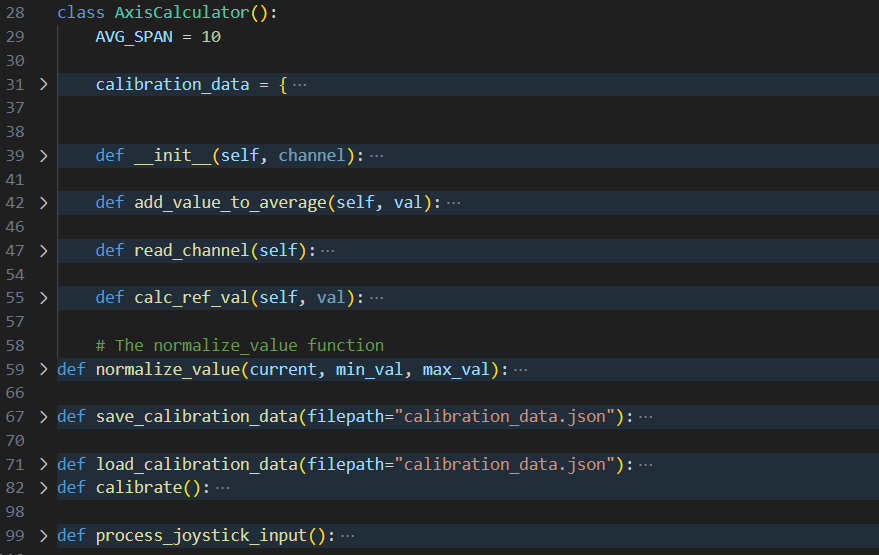 28 class AxisCalculator():
29 AVG_SPAN = 10
30
31 > calibration_data = { ···
37
38
39 > def __init__(self, channel): ···
41
42 > def add_value_to_average(self, val): ···
46
47 > def read_channel(self): ···
54
55 > def calc_ref_val(self, val): ···
57
58 # The normalize_value function
59 > def normalize_value(current, min_val, max_val): ···
66
67 > def save_calibration_data(filepath="calibration_data.json"): ···
70
71 > def load_calibration_data(filepath="calibration_data.json"): ···
82 > def calibrate(): ···
98
99 > def process_joystick_input(): ···